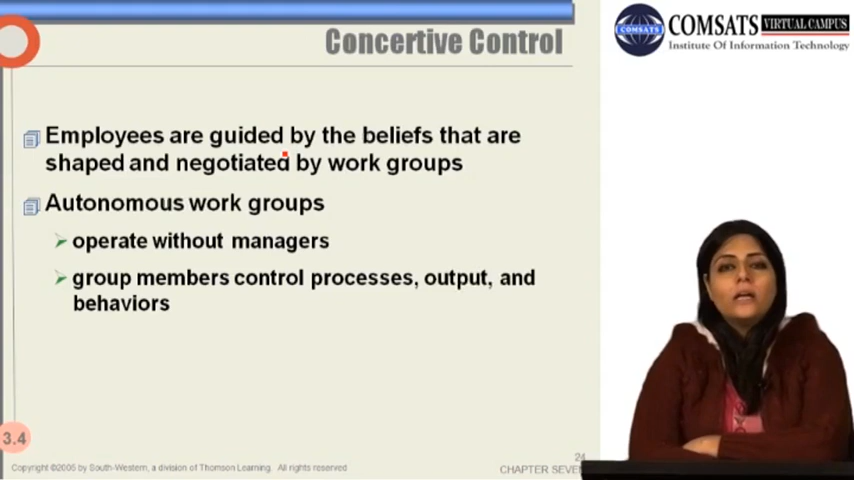 Concertive Control
COMSATS VIRTUAL CAMPUS
COMSATS
Institute Of Information Technology
Employees are guided by the beliefs that are
shaped and negotiated by work groups
Autonomous work groups
operate without managers
group members control processes, output, and
behaviors
3.4
Copyright ©2005 by South-Western, a division of Thomson Learning. All rights reserved
24
CHAPTER